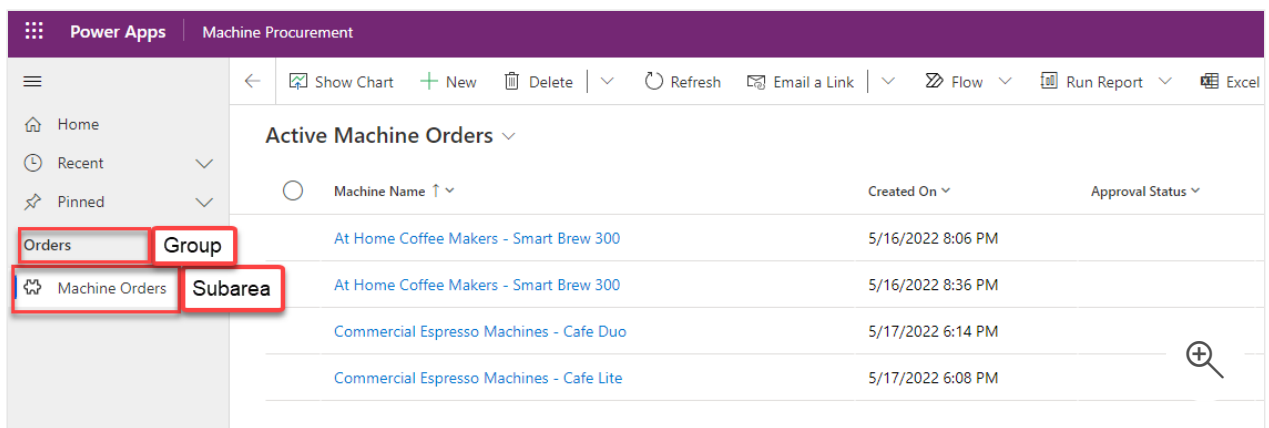 Power Apps Machine Procurement
Show Chart New Delete Refresh Email a Link Flow Run Report Excel
Home
Recent
Pinned
Orders Group
Machine Orders Subarea
Active Machine Orders
Machine Name Created On Approval Status
At Home Coffee Makers - Smart Brew 300 5/16/2022 8:06 PM
At Home Coffee Makers - Smart Brew 300 5/16/2022 8:36 PM
Commercial Espresso Machines - Cafe Duo 5/17/2022 6:14 PM
Commercial Espresso Machines - Cafe Lite 5/17/2022 6:08 PM